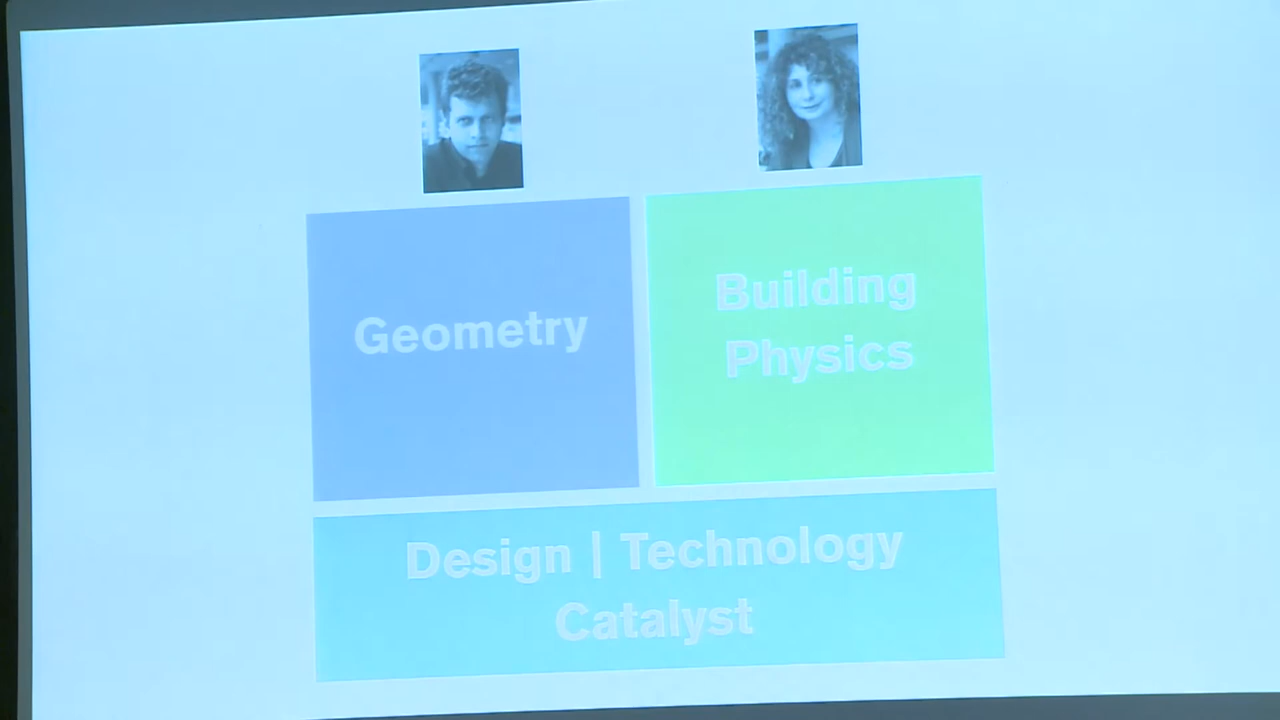 Geometry
Building
Physics
Design | Technology
Catalyst